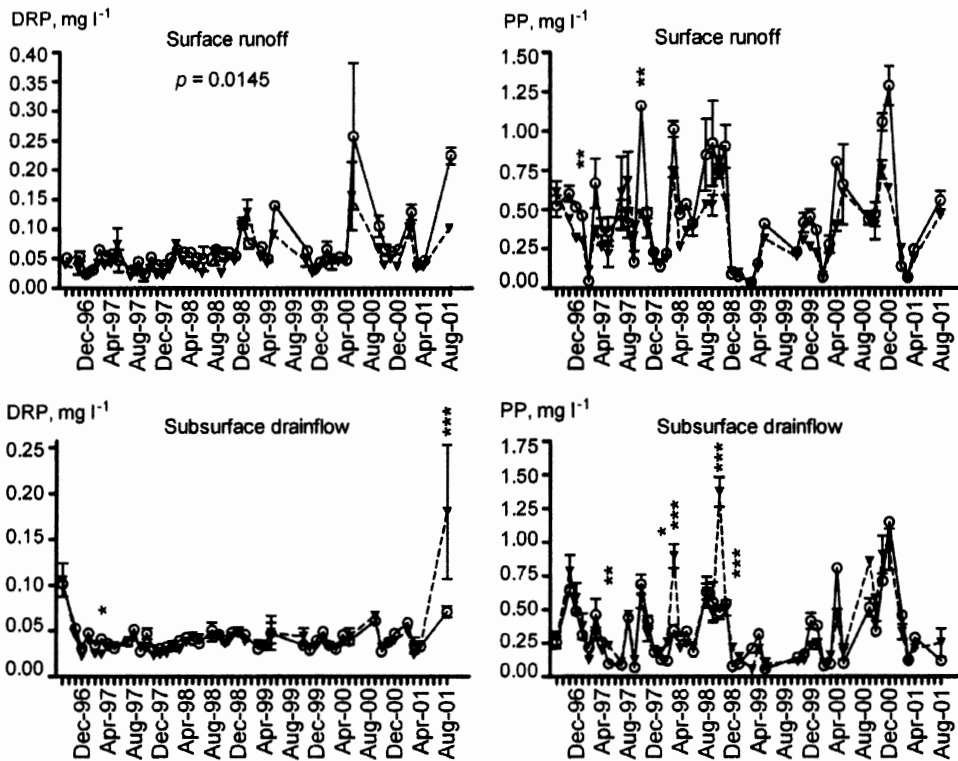 DRP, mg l⁻¹
Surface runoff
p = 0.0145
0.40
0.35
0.30
0.25
0.20
0.15
0.10
0.05
0.00
Dec-96
Apr-97
Aug-97
Dec-97
Apr-98
Aug-98
Dec-98
Apr-99
Aug-99
Dec-99
Apr-00
Aug-00
Dec-00
Apr-01
Aug-01
PP, mg l⁻¹
Surface runoff
1.50
1.25
1.00
0.75
0.50
0.25
0.00
**
**
Dec-96
Apr-97
Aug-97
Dec-97
Apr-98
Aug-98
Dec-98
Apr-99
Aug-99
Dec-99
Apr-00
Aug-00
Dec-00
Apr-01
Aug-01
DRP, mg l⁻¹
Subsurface drainflow
0.25
0.20
0.15
0.10
0.05
0.00
*
***
Dec-96
Apr-97
Aug-97
Dec-97
Apr-98
Aug-98
Dec-98
Apr-99
Aug-99
Dec-99
Apr-00
Aug-00
Dec-00
Apr-01
Aug-01
PP, mg l⁻¹
Subsurface drainflow
1.75
1.50
1.25
1.00
0.75
0.50
0.25
0.00
**
*
***
***
***
Dec-96
Apr-97
Aug-97
Dec-97
Apr-98
Aug-98
Dec-98
Apr-99
Aug-99
Dec-99
Apr-00
Aug-00
Dec-00
Apr-01
Aug-01